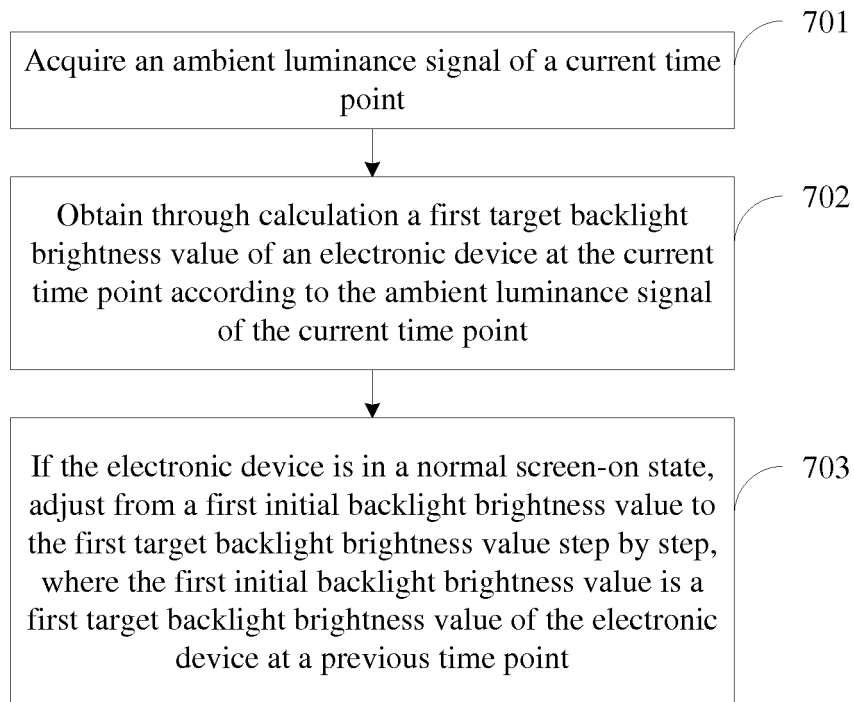 701
Acquire an ambient luminance signal of a current time
point
702
Obtain through calculation a first target backlight
brightness value of an electronic device at the current
time point according to the ambient luminance signal
of the current time point
703
If the electronic device is in a normal screen-on state,
adjust from a first initial backlight brightness value to
the first target backlight brightness value step by step,
where the first initial backlight brightness value is a
first target backlight brightness value of the electronic
device at a previous time point